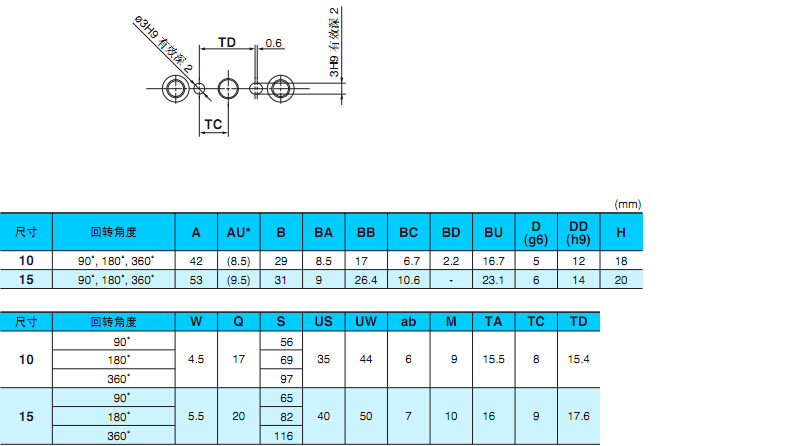 ø3H9 有效深 2
TD
0.6
3H9 有效深 2
TC
(mm)
尺寸 回转角度 A AU* B BA BB BC BD BU D (g6) DD (h9) H
10 90˚, 180˚, 360˚ 42 (8.5) 29 8.5 17 6.7 2.2 16.7 5 12 18
15 90˚, 180˚, 360˚ 53 (9.5) 31 9 26.4 10.6 - 23.1 6 14 20
尺寸 回转角度 W Q S US UW ab M TA TC TD
90˚ 56
10 180˚ 4.5 17 69 35 44 6 9 15.5 8 15.4
360˚ 97
90˚ 65
15 180˚ 5.5 20 82 40 50 7 10 16 9 17.6
360˚ 116